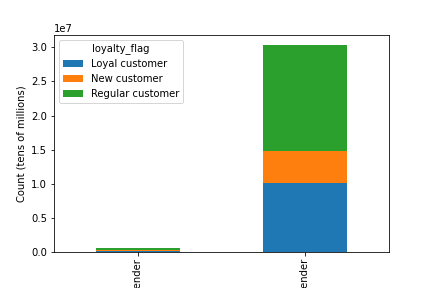 1e7
3.0
2.5
2.0
1.5
1.0
0.5
0.0
Count (tens of millions)
loyalty_flag
Loyal customer
New customer
Regular customer
ender
ender